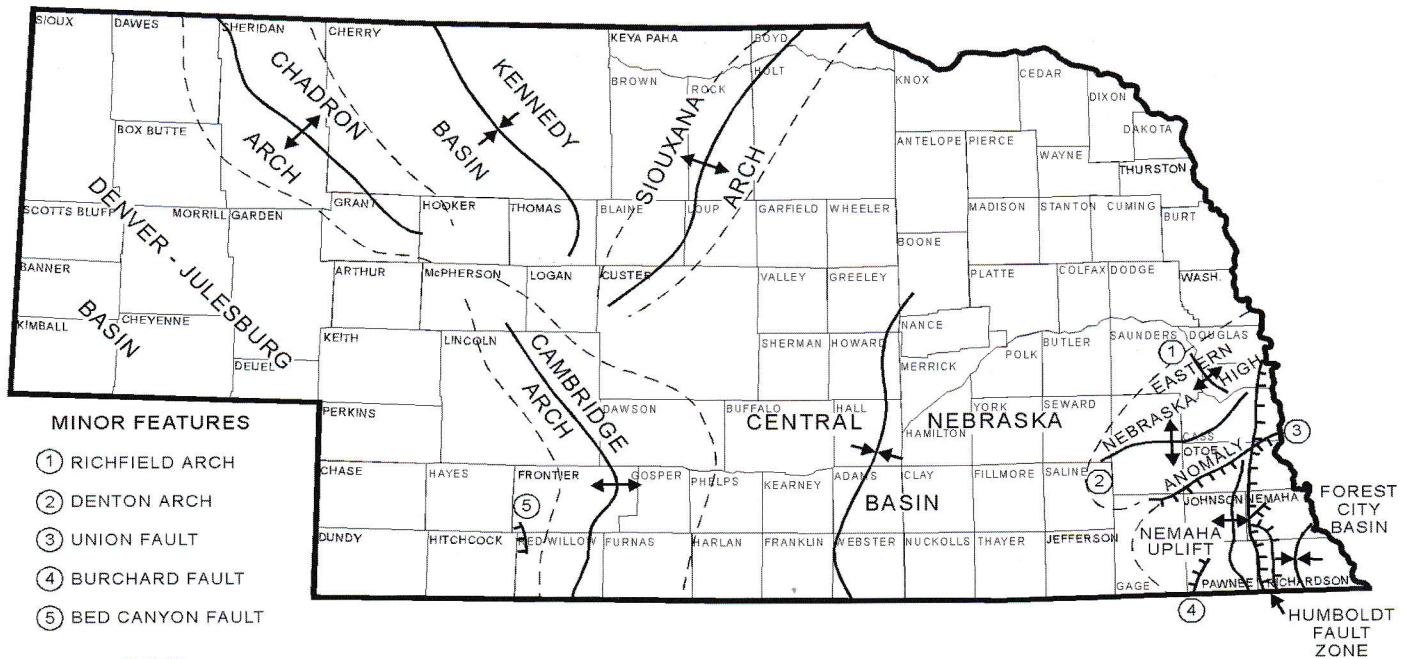 SIOUX
DAWES
SHERIDAN
CHERRY
KEYA PAHA
BOYD
BROWN
ROCK
HOLT
KNOX
CEDAR
DIXON
DAKOTA
BOX BUTTE
ANTELOPE
PIERCE
WAYNE
THURSTON
CHADRON
ARCH
KENNEDY
BASIN
SIOUXANA
ARCH
SCOTTS BLUFF
MORRILL
GARDEN
GRANT
HOOKER
THOMAS
BLAINE
LOUP
GARFIELD
WHEELER
MADISON
STANTON
CUMING
BURT
BOONE
DENVER - JULESBURG
BASIN
BANNER
ARTHUR
McPHERSON
LOGAN
CUSTER
VALLEY
GREELEY
PLATTE
COLFAX
DODGE
WASH.
KIMBALL
CHEYENNE
DEUEL
KEITH
LINCOLN
SHERMAN
HOWARD
NANCE
MERRICK
POLK
BUTLER
SAUNDERS
DOUGLAS
1
EASTERN
NEBRASKA
HIGH
CAMBRIDGE
ARCH
PERKINS
DAWSON
BUFFALO
HALL
HAMILTON
YORK
SEWARD
CASS
OTOE
CENTRAL
NEBRASKA
BASIN
ANOMALY
3
2
CHASE
HAYES
FRONTIER
GOSPER
PHELPS
KEARNEY
ADAMS
CLAY
FILLMORE
SALINE
JOHNSON
NEMAHA
FOREST
CITY
BASIN
5
DUNDY
HITCHCOCK
RED WILLOW
FURNAS
HARLAN
FRANKLIN
WEBSTER
NUCKOLLS
THAYER
JEFFERSON
NEMAHA
UPLIFT
GAGE
PAWNEE
RICHARDSON
4
HUMBOLDT
FAULT
ZONE
MINOR FEATURES
1 RICHFIELD ARCH
2 DENTON ARCH
3 UNION FAULT
4 BURCHARD FAULT
5 BED CANYON FAULT